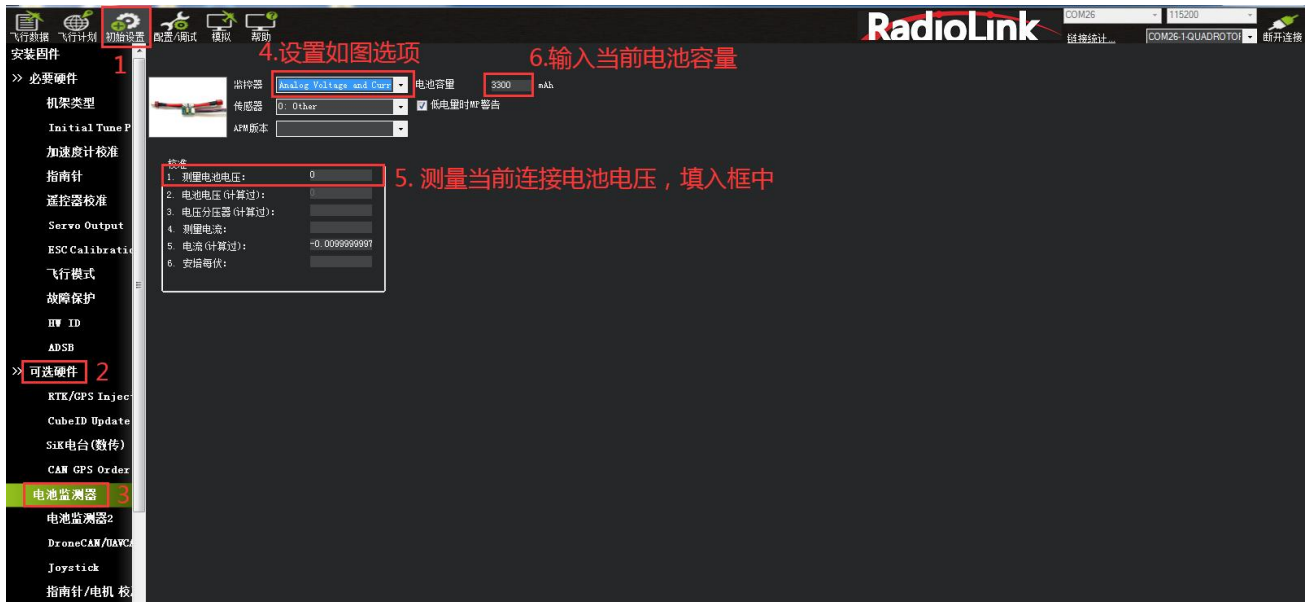 飞行数据 飞行计划 初始设置 配置/调试 模拟 帮助
RadioLink
COM26 115200
链接统计... COM26-1-QUADROTOR 断开连接
1
4.设置如图选项
6.输入当前电池容量
安装固件
>> 必要硬件
机架类型
Initial Tune P
加速度计校准
指南针
遥控器校准
Servo Output
ESC Calibratio
飞行模式
故障保护
HW ID
ADSB
>> 可选硬件 2
RTK/GPS Injec
CubeID Update
SiK电台(数传)
CAN GPS Order
电池监测器 3
电池监测器2
DroneCAN/UAVCA
Joystick
指南针/电机 校
监控器 Analog Voltage and Curr 电池容量 3300 mAh
传感器 0: Other 低电量时MP警告
APM版本
校准
1. 测量电池电压: 0
5. 测量当前连接电池电压，填入框中
2. 电池电压(计算过): 0
3. 电压分压器(计算过):
4. 测量电流:
5. 电流(计算过): -0.0099999997
6. 安培每伏: